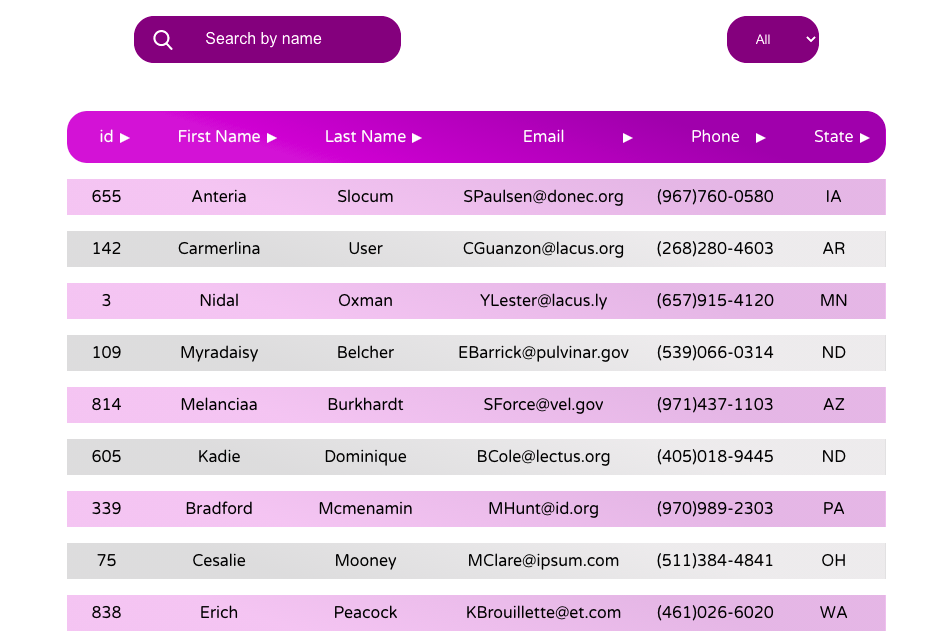 Search by name All
id ▶ First Name ▶ Last Name ▶ Email ▶ Phone ▶ State ▶
655 Anteria Slocum SPaulsen@donec.org (967)760-0580 IA
142 Carmerlina User CGuanzon@lacus.org (268)280-4603 AR
3 Nidal Oxman YLester@lacus.ly (657)915-4120 MN
109 Myradaisy Belcher EBarrick@pulvinar.gov (539)066-0314 ND
814 Melanciaa Burkhardt SForce@vel.gov (971)437-1103 AZ
605 Kadie Dominique BCole@lectus.org (405)018-9445 ND
339 Bradford Mcmenamin MHunt@id.org (970)989-2303 PA
75 Cesalie Mooney MClare@ipsum.com (511)384-4841 OH
838 Erich Peacock KBrouillette@et.com (461)026-6020 WA